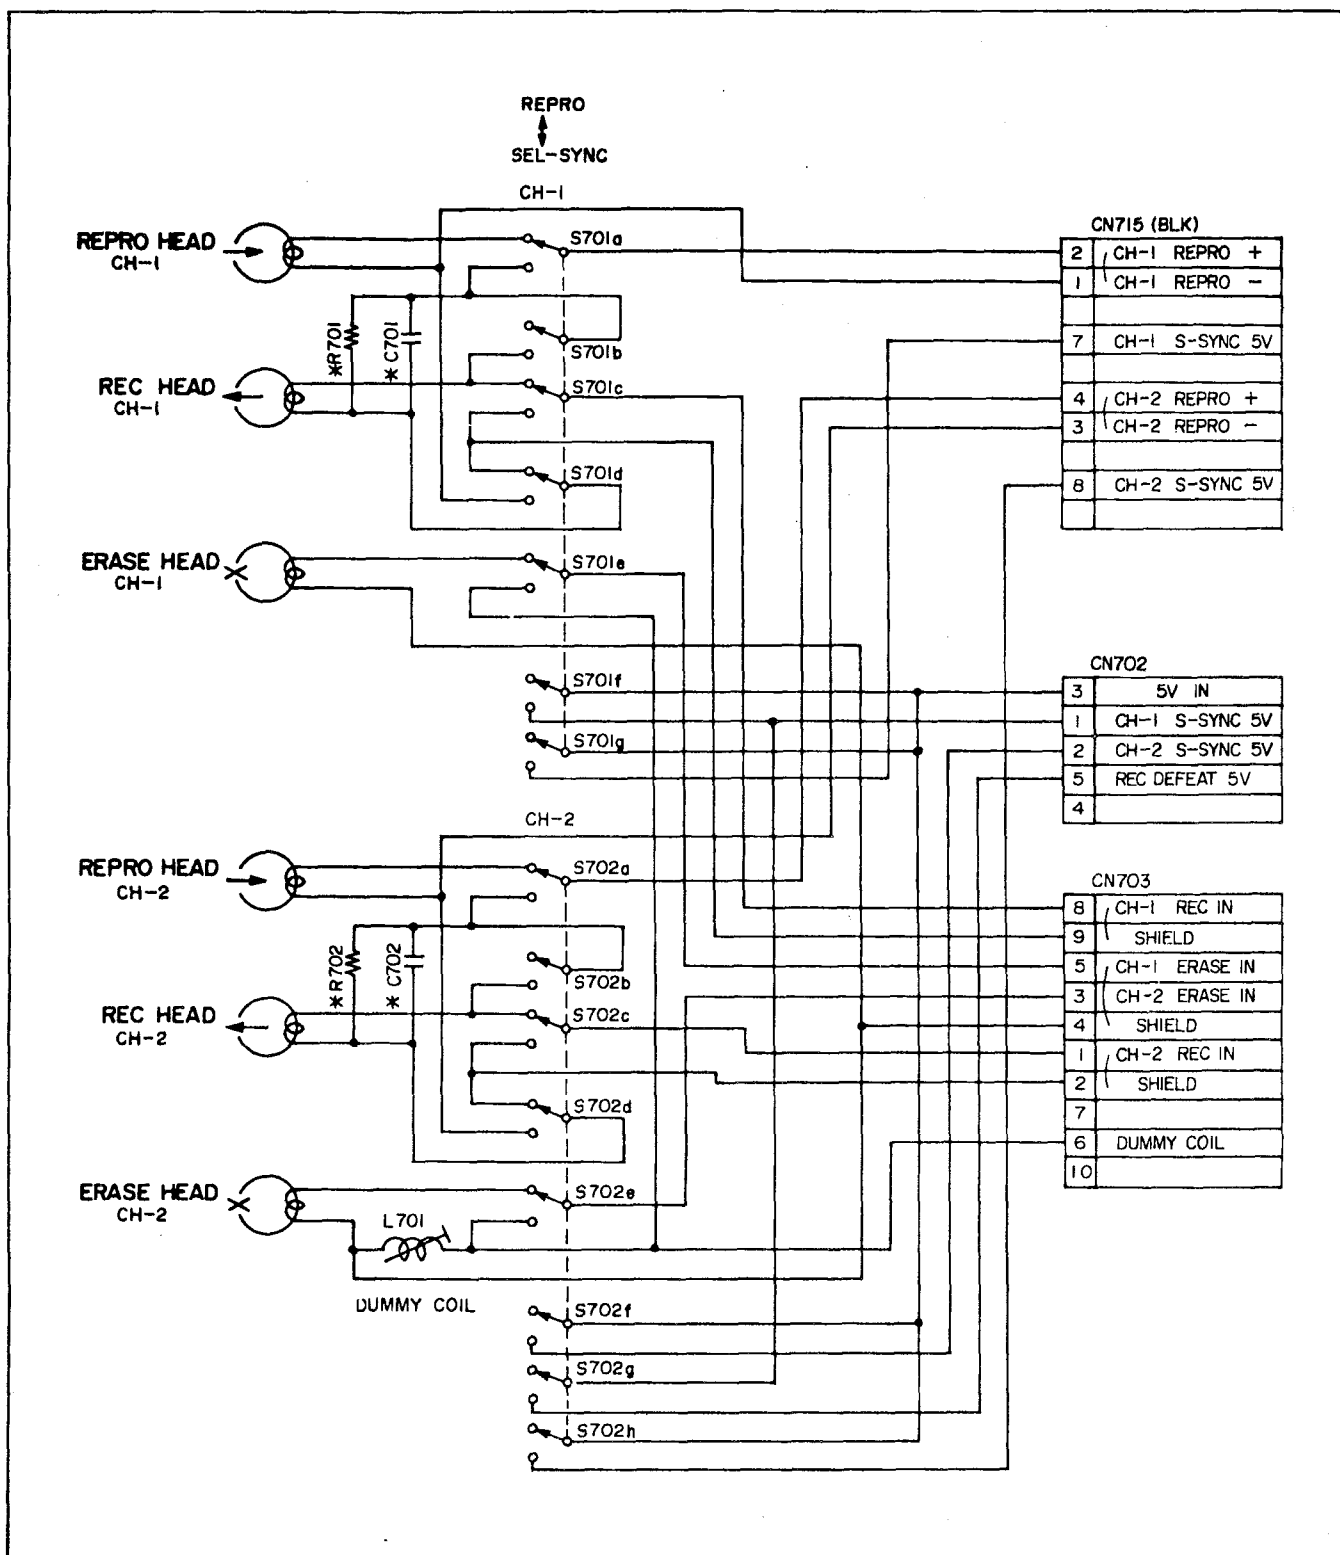 REPRO
SEL-SYNC
CH-1
REPRO HEAD
CH-1
S701a
*R701
*C701
S701b
REC HEAD
CH-1
S701c
S701d
ERASE HEAD
CH-1
S701e
S701f
S701g
CN715 (BLK)
2 CH-1 REPRO +
1 CH-1 REPRO -
7 CH-1 S-SYNC 5V
4 CH-2 REPRO +
3 CH-2 REPRO -
8 CH-2 S-SYNC 5V
CN702
3 5V IN
1 CH-1 S-SYNC 5V
2 CH-2 S-SYNC 5V
5 REC DEFEAT 5V
4
CH-2
REPRO HEAD
CH-2
S702a
*R702
*C702
S702b
REC HEAD
CH-2
S702c
S702d
ERASE HEAD
CH-2
S702e
L701
DUMMY COIL
S702f
S702g
S702h
CN703
8 CH-1 REC IN
9 SHIELD
5 CH-1 ERASE IN
3 CH-2 ERASE IN
4 SHIELD
1 CH-2 REC IN
2 SHIELD
7
6 DUMMY COIL
10